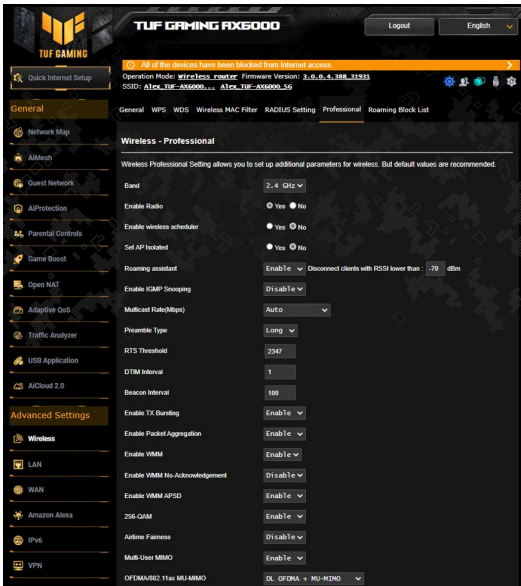 TUF GAMING
TUF GAMING AX6000
Logout
English
All of the devices have been blocked from Internet access.
Quick Internet Setup
Operation Mode: Wireless router Firmware Version: 3.0.0.4.388_31931
SSID: Alex_TUF-AX6000... Alex_TUF-AX6000_5G
General
General WPS WDS Wireless MAC Filter RADIUS Setting Professional Roaming Block List
Network Map
AiMesh
Guest Network
AiProtection
Parental Controls
Game Boost
Open NAT
Adaptive QoS
Traffic Analyzer
USB Application
AiCloud 2.0
Advanced Settings
Wireless
LAN
WAN
Amazon Alexa
IPv6
VPN
Wireless - Professional
Wireless Professional Setting allows you to set up additional parameters for wireless. But default values are recommended.
Band 2.4 GHz
Enable Radio Yes No
Enable wireless scheduler Yes No
Set AP Isolated Yes No
Roaming assistant Enable Disconnect clients with RSSI lower than : -70 dBm
Enable IGMP Snooping Disable
Multicast Rate(Mbps) Auto
Preamble Type Long
RTS Threshold 2347
DTIM Interval 1
Beacon Interval 100
Enable TX Bursting Enable
Enable Packet Aggregation Enable
Enable WMM Enable
Enable WMM No-Acknowledgement Disable
Enable WMM APSD Enable
256-QAM Enable
Airtime Fairness Disable
Multi-User MIMO Enable
OFDMA/802.11ax MU-MIMO DL OFDMA + MU-MIMO